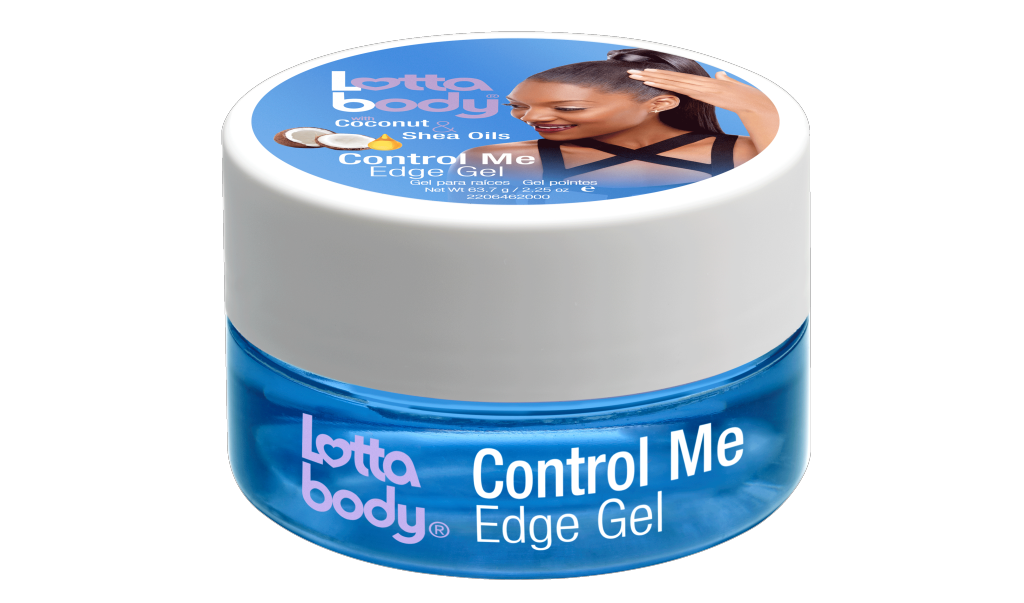 Lotta
body®
with
Coconut &
Shea Oils
Control Me
Edge Gel
Gel para raíces Gel pointes
Net Wt 63.7 g / 2.25 oz ℮
2206462000
Lotta
body®
Control Me
Edge Gel